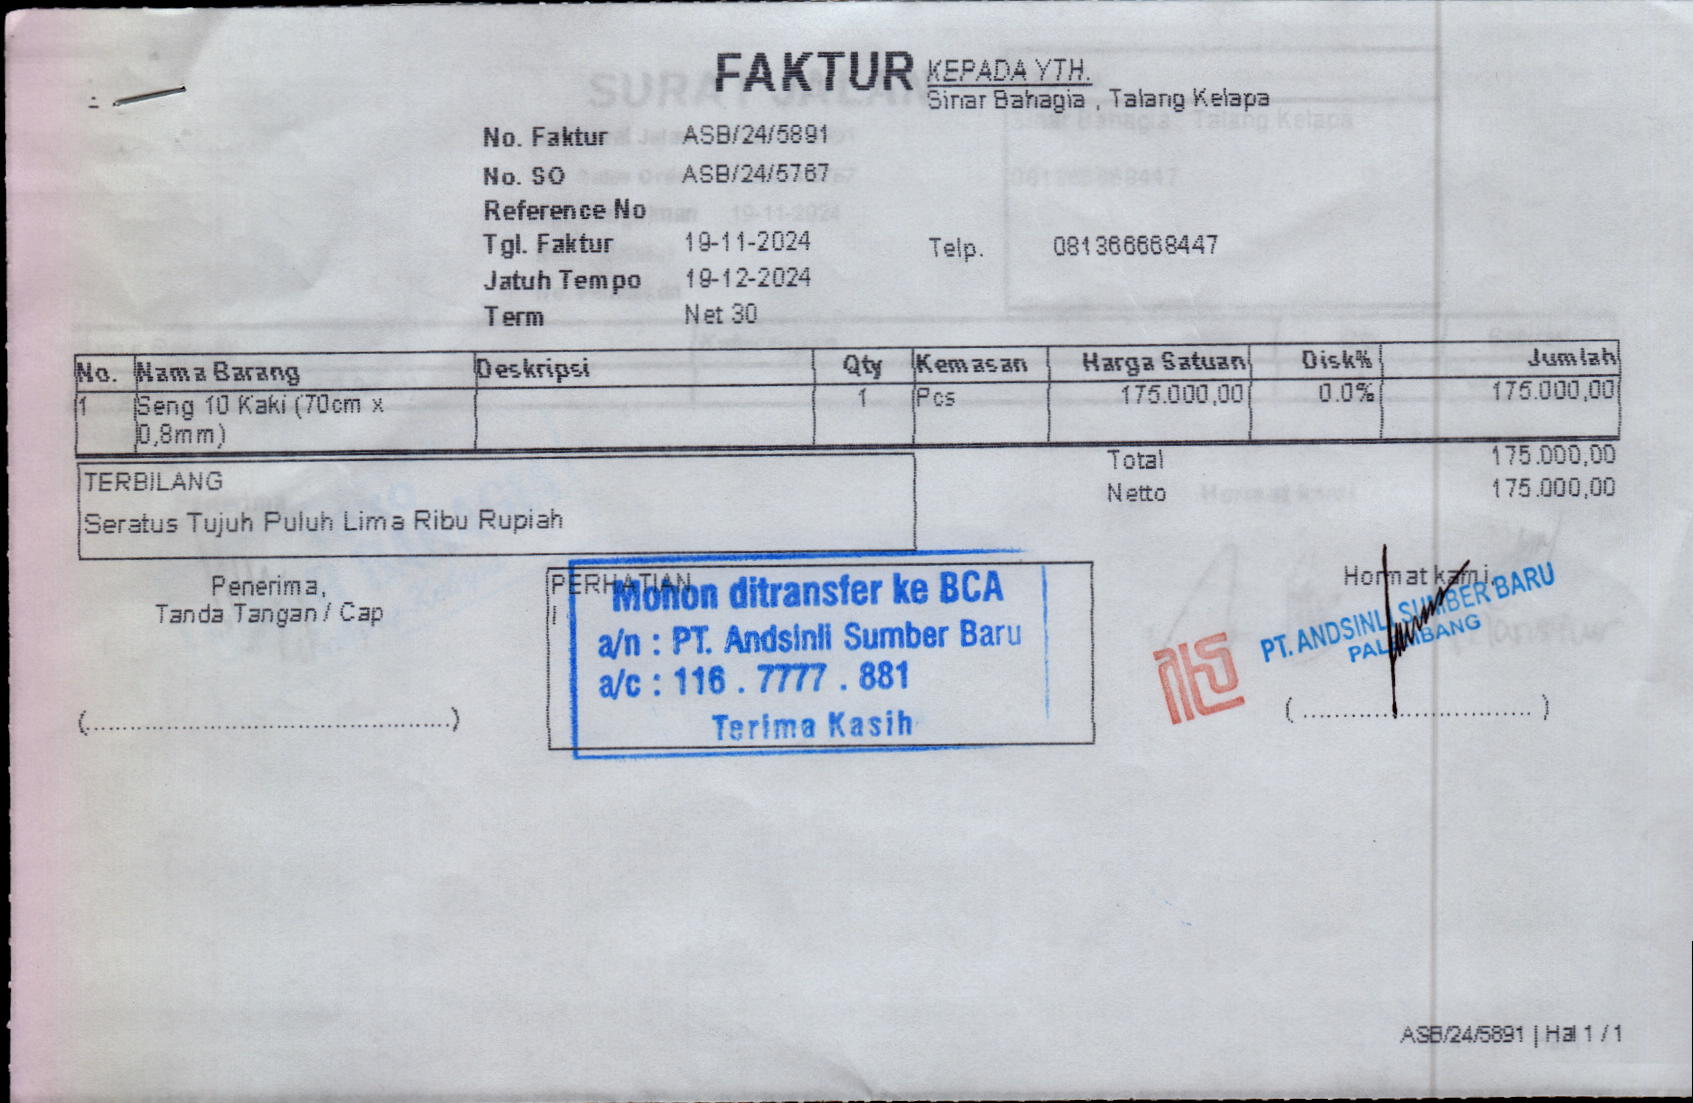 FAKTUR
KEPADA YTH.
Sinar Bahagia , Talang Kelapa
No. Faktur ASB/24/5891
No. SO ASB/24/5767
Reference No
Tgl. Faktur 19-11-2024
Telp. 081366668447
Jatuh Tempo 19-12-2024
Term Net 30
No. Nama Barang Deskripsi Qty Kemasan Harga Satuan Disk% Jumlah
1 Seng 10 Kaki (70cm x 1 Pcs 175.000,00 0.0% 175.000,00
0,8mm)
Total 175.000,00
Netto 175.000,00
TERBILANG
Seratus Tujuh Puluh Lima Ribu Rupiah
Penerima,
Tanda Tangan / Cap
(..............................................)
PERHATIAN
Mohon ditransfer ke BCA
a/n : PT. Andsinli Sumber Baru
a/c : 116 . 7777 . 881
Terima Kasih
Hormat kami,
PT. ANDSINLI SUMBER BARU
PALEMBANG
( ............................. )
ASB/24/5891 | Hal 1 / 1